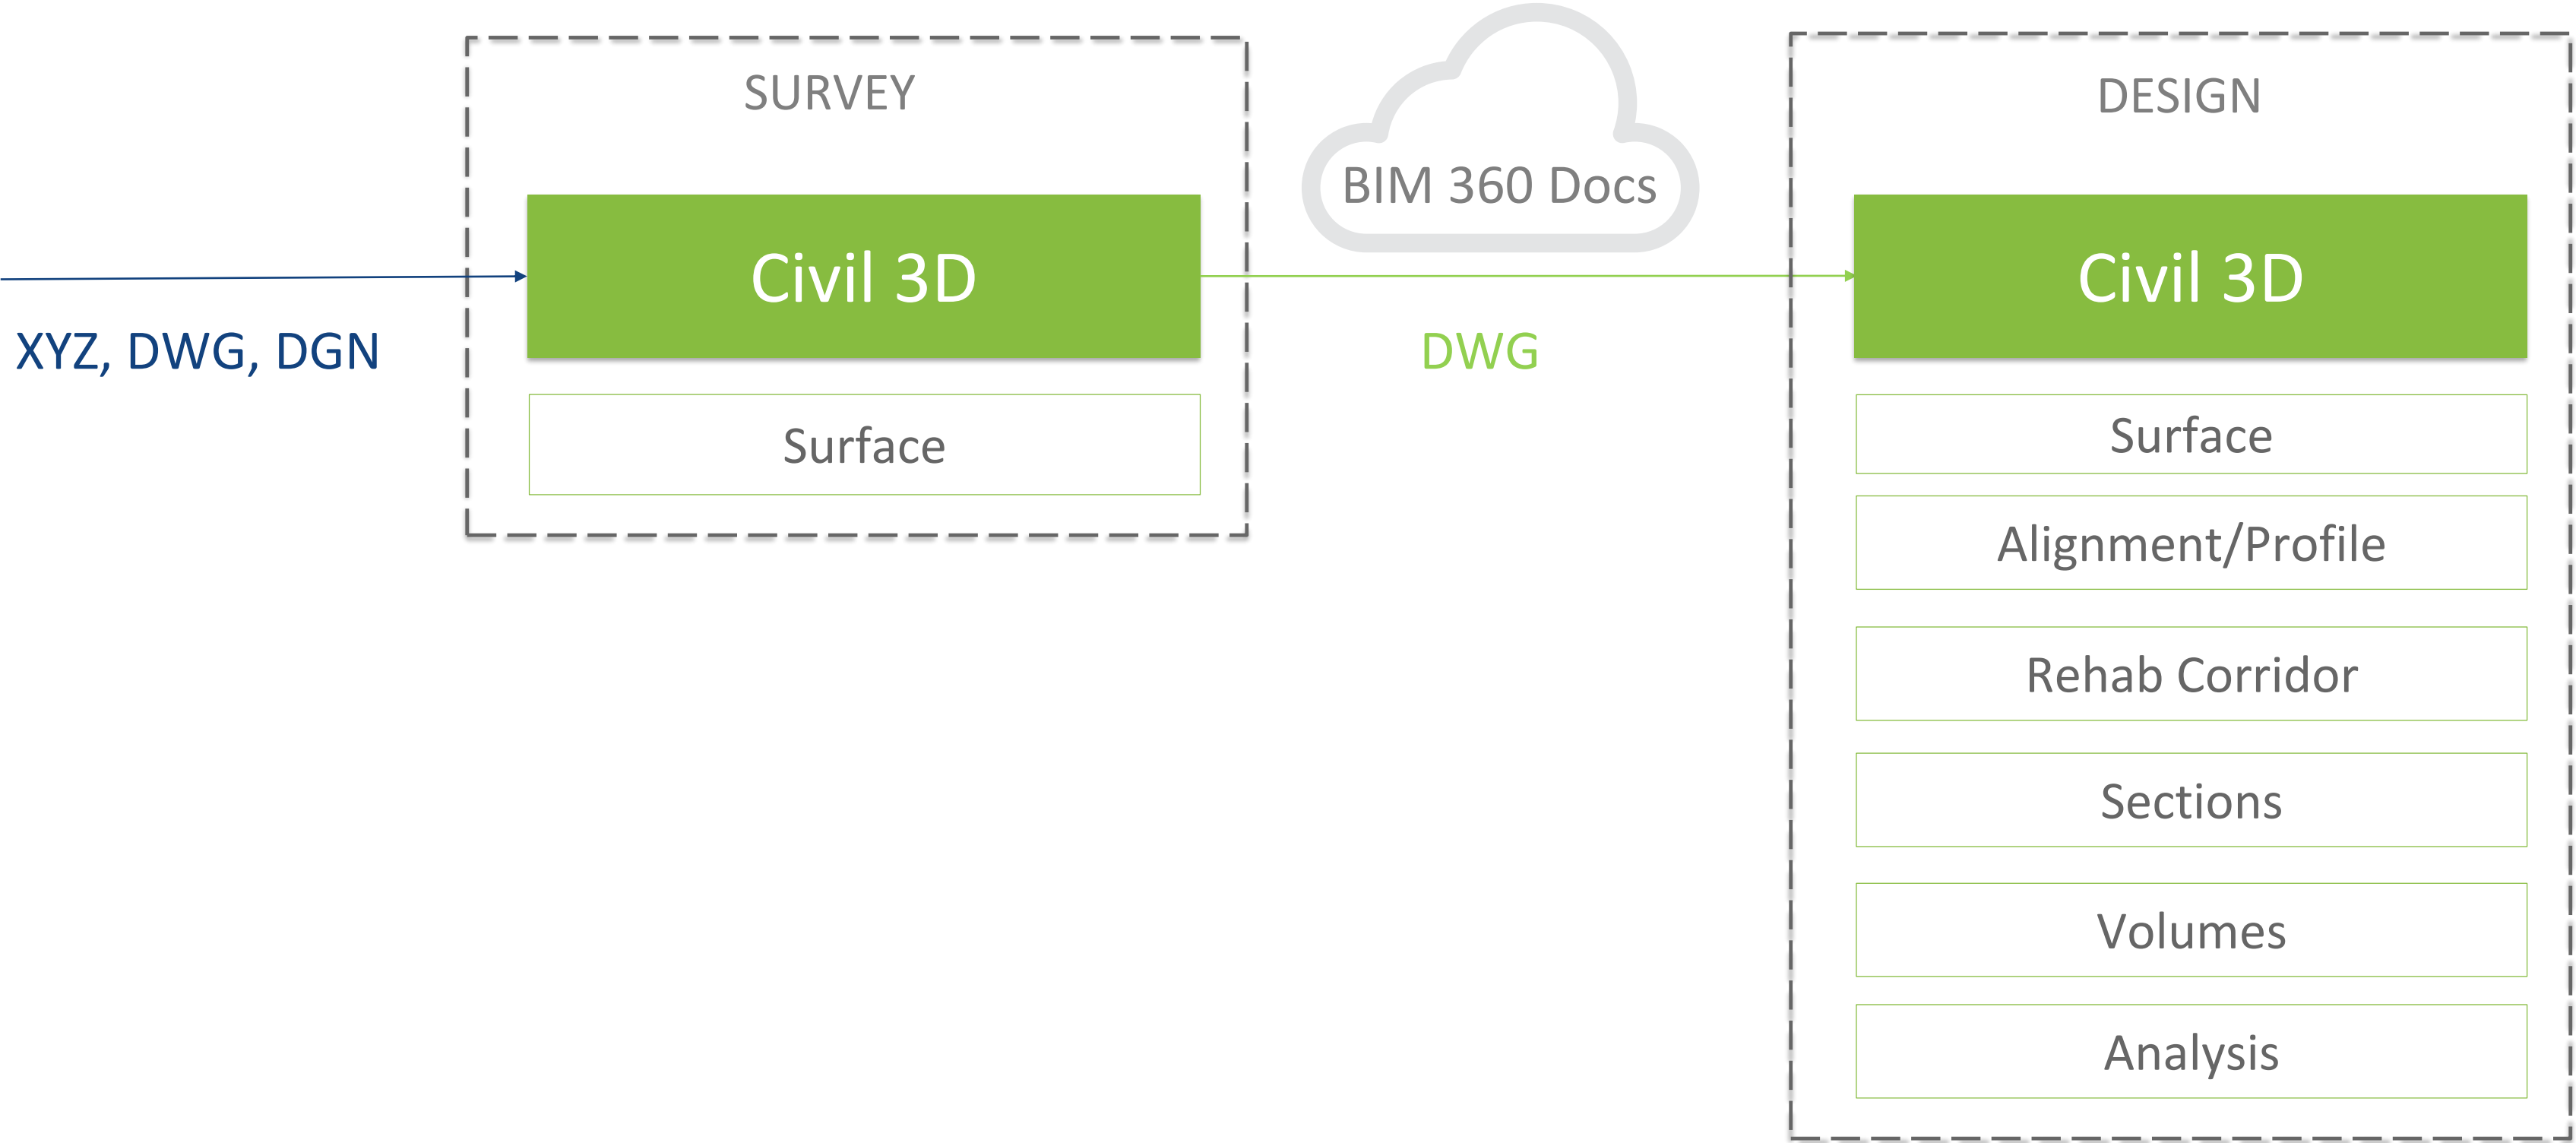 SURVEY
Civil 3D
XYZ, DWG, DGN
Surface
BIM 360 Docs
DWG
DESIGN
Civil 3D
Surface
Alignment/Profile
Rehab Corridor
Sections
Volumes
Analysis